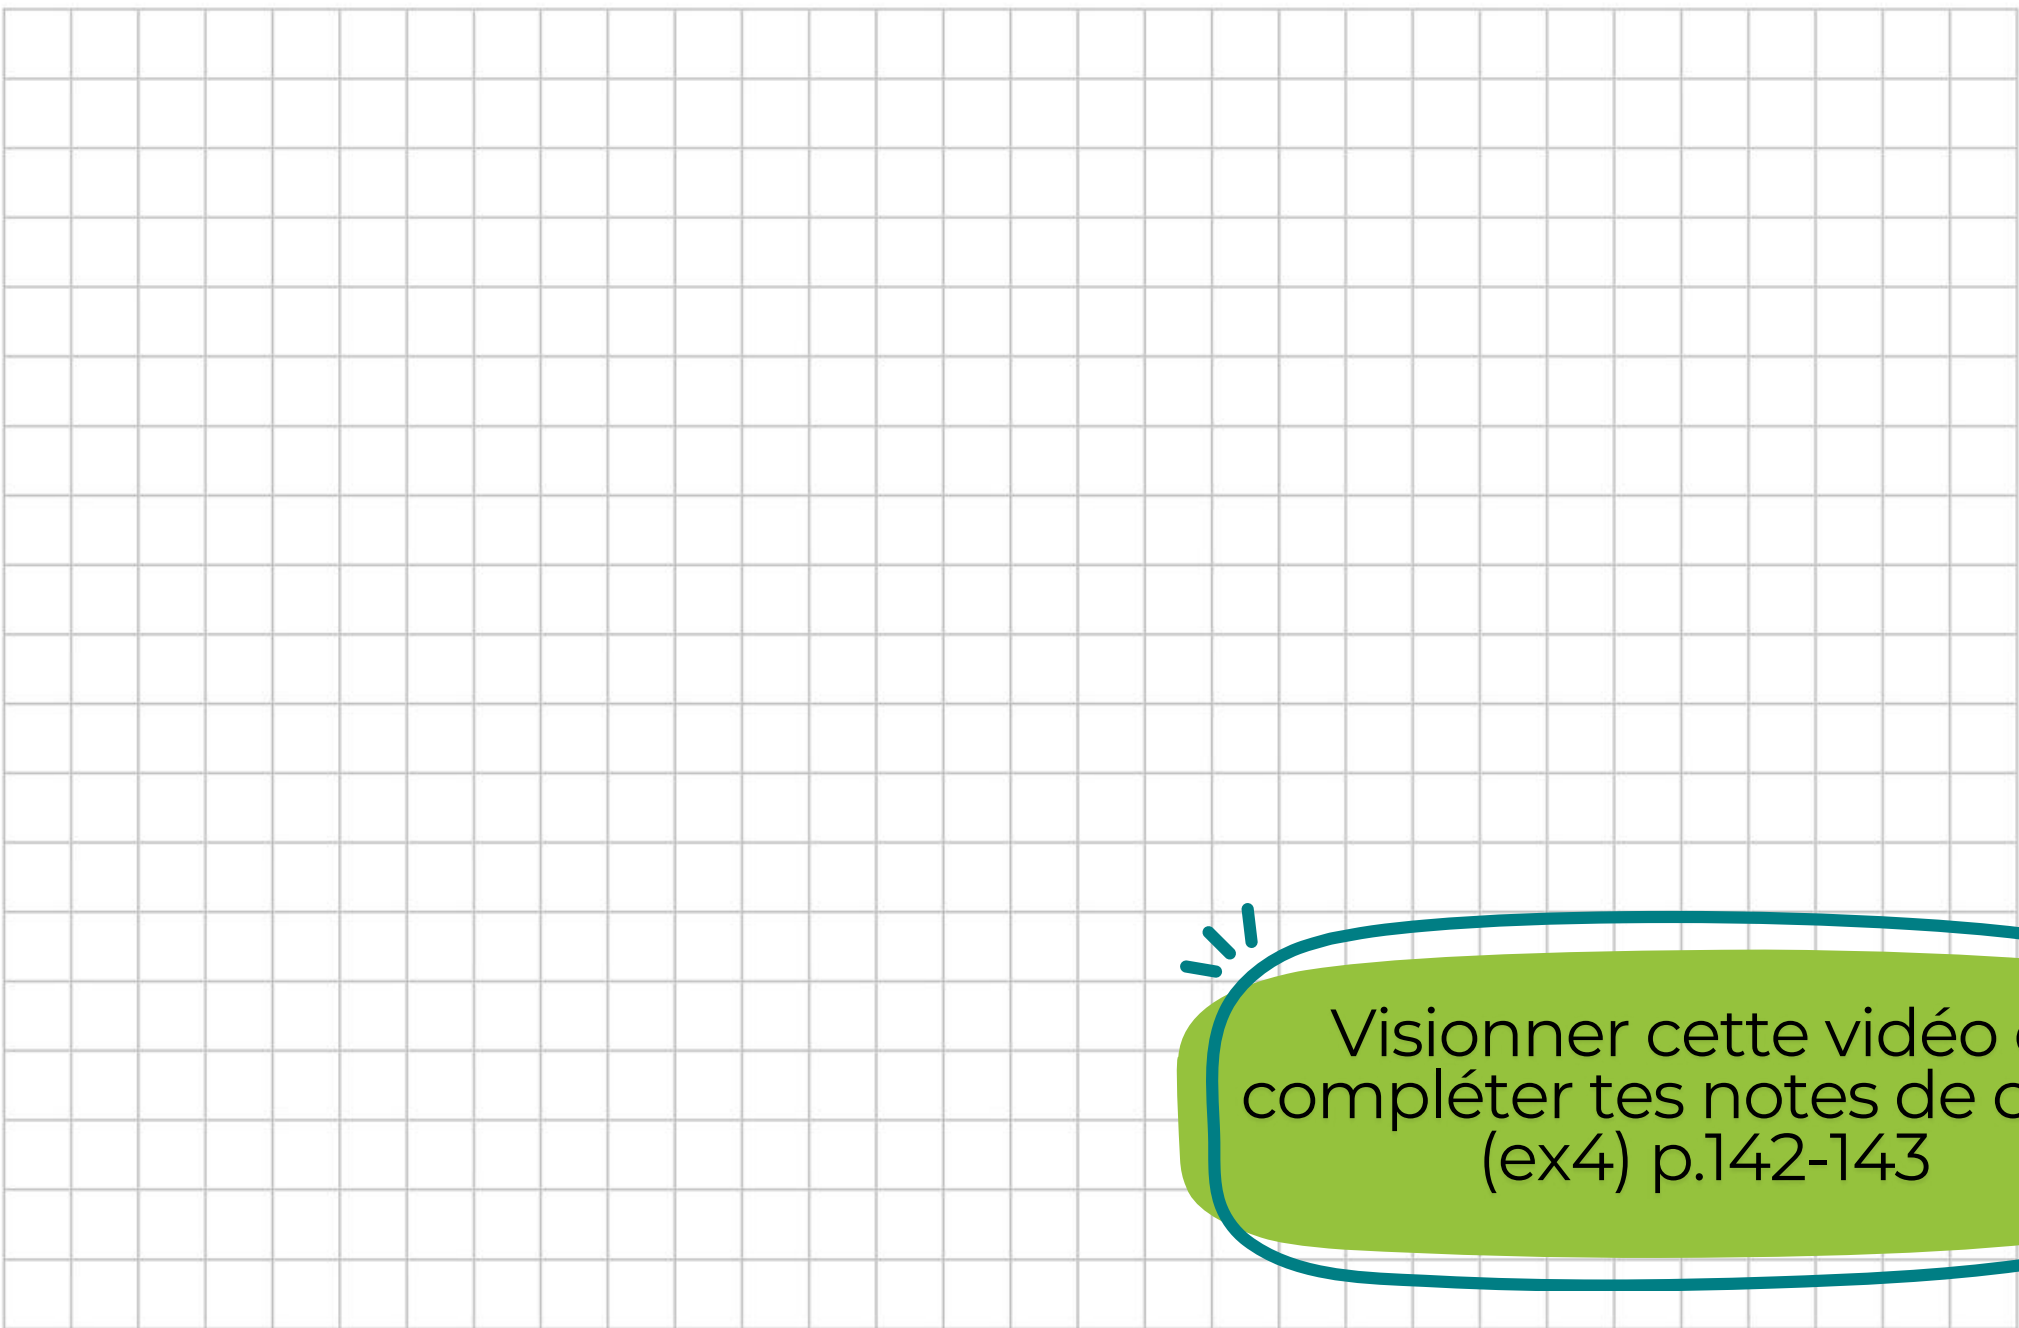 Visionner cette vidéo
compléter tes notes de
(ex4) p.142-143